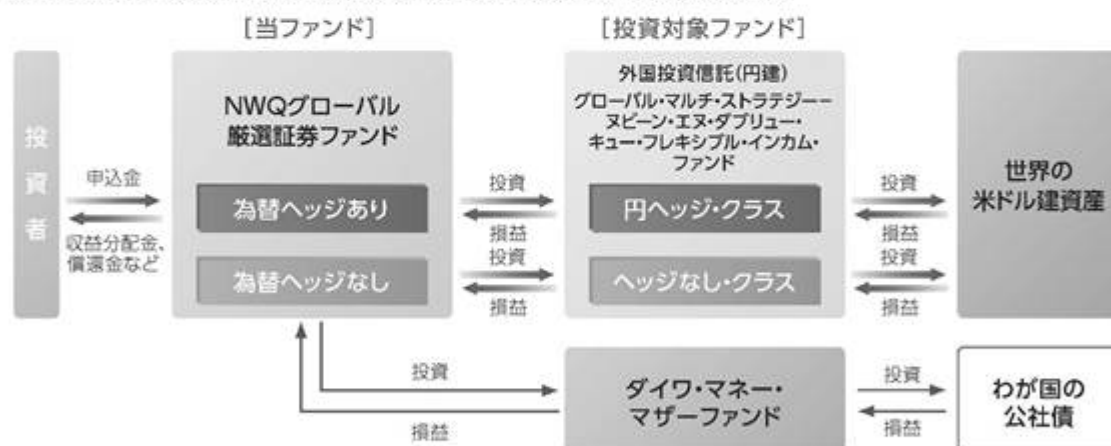 [当ファンド]
[投資対象ファンド]
投資者
申込金
収益分配金、
償還金など
NWQグローバル
厳選証券ファンド
為替ヘッジあり
為替ヘッジなし
投資
損益
投資
損益
外国投資信託(円建)
グローバル・マルチ・ストラテジー−
ヌビーン・エヌ・ダブリュー・
キュー・フレキシブル・インカム・
ファンド
円ヘッジ・クラス
ヘッジなし・クラス
投資
損益
投資
損益
世界の
米ドル建資産
投資
損益
ダイワ・マネー・
マザーファンド
投資
損益
わが国の
公社債